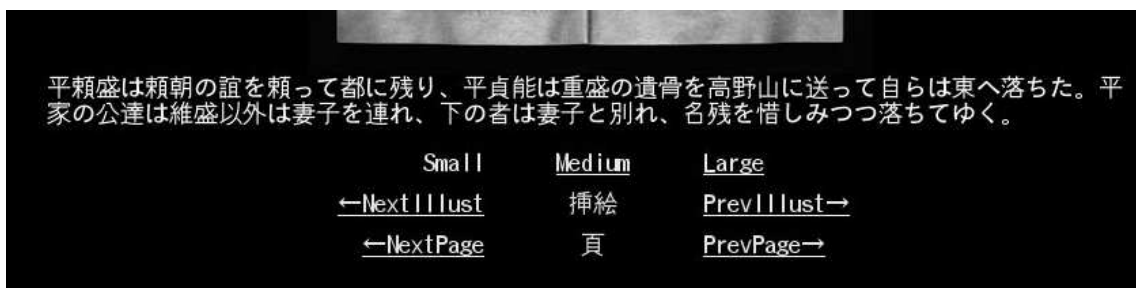 平頼盛は頼朝の誼を頼って都に残り、平貞能は重盛の遺骨を高野山に送って自らは東へ落ちた。平
家の公達は維盛以外は妻子を連れ、下の者は妻子と別れ、名残を惜しみつつ落ちてゆく。
Small Medium Large
←NextIllust 挿絵 PrevIllust→
←NextPage 頁 PrevPage→